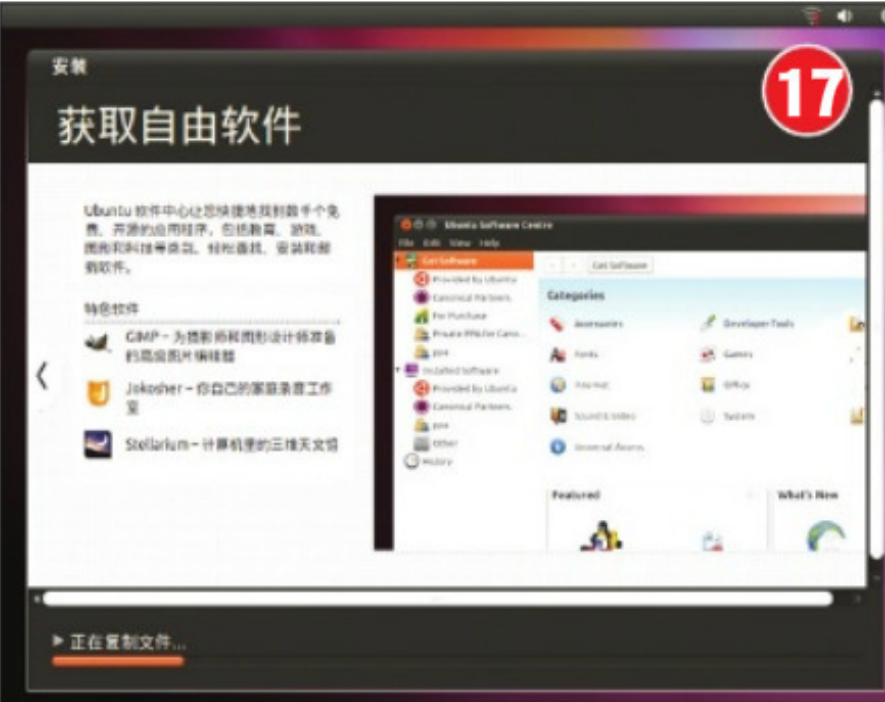 安装
17
获取自由软件
Ubuntu 软件中心让您快捷地找到数千个免
费、开源的应用程序，包括教育、游戏、
图形和科技等类别。轻松查找、安装和卸
载软件。
特色软件
GIMP – 为摄影师和图形设计师准备
的高级图片编辑器
Jokosher – 你自己的家庭录音工作
室
Stellarium – 计算机里的三维天文馆
Ubuntu Software Centre
File Edit View Help
Get Software
Provided by Ubuntu
Canonical Partners
For Purchase
Private PPA for Cano...
ppa
Installed Software
Provided by Ubuntu
Canonical Partners
ppa
Other
History
Get Software
Categories
Accessories
Developer Tools
Fonts
Games
Internet
Office
Sound & Video
System
Universal Access
Featured
What's New
正在复制文件...